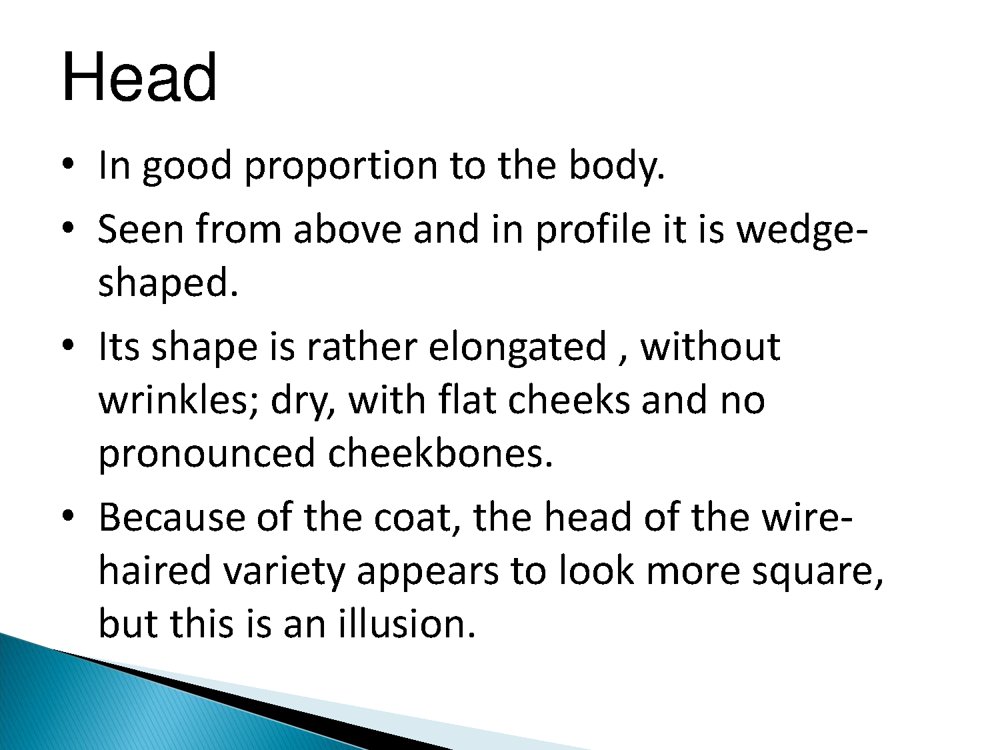 Head
• In good proportion to the body.
• Seen from above and in profile it is wedge-
shaped.
• Its shape is rather elongated , without
wrinkles; dry, with flat cheeks and no
pronounced cheekbones.
• Because of the coat, the head of the wire-
haired variety appears to look more square,
but this is an illusion.